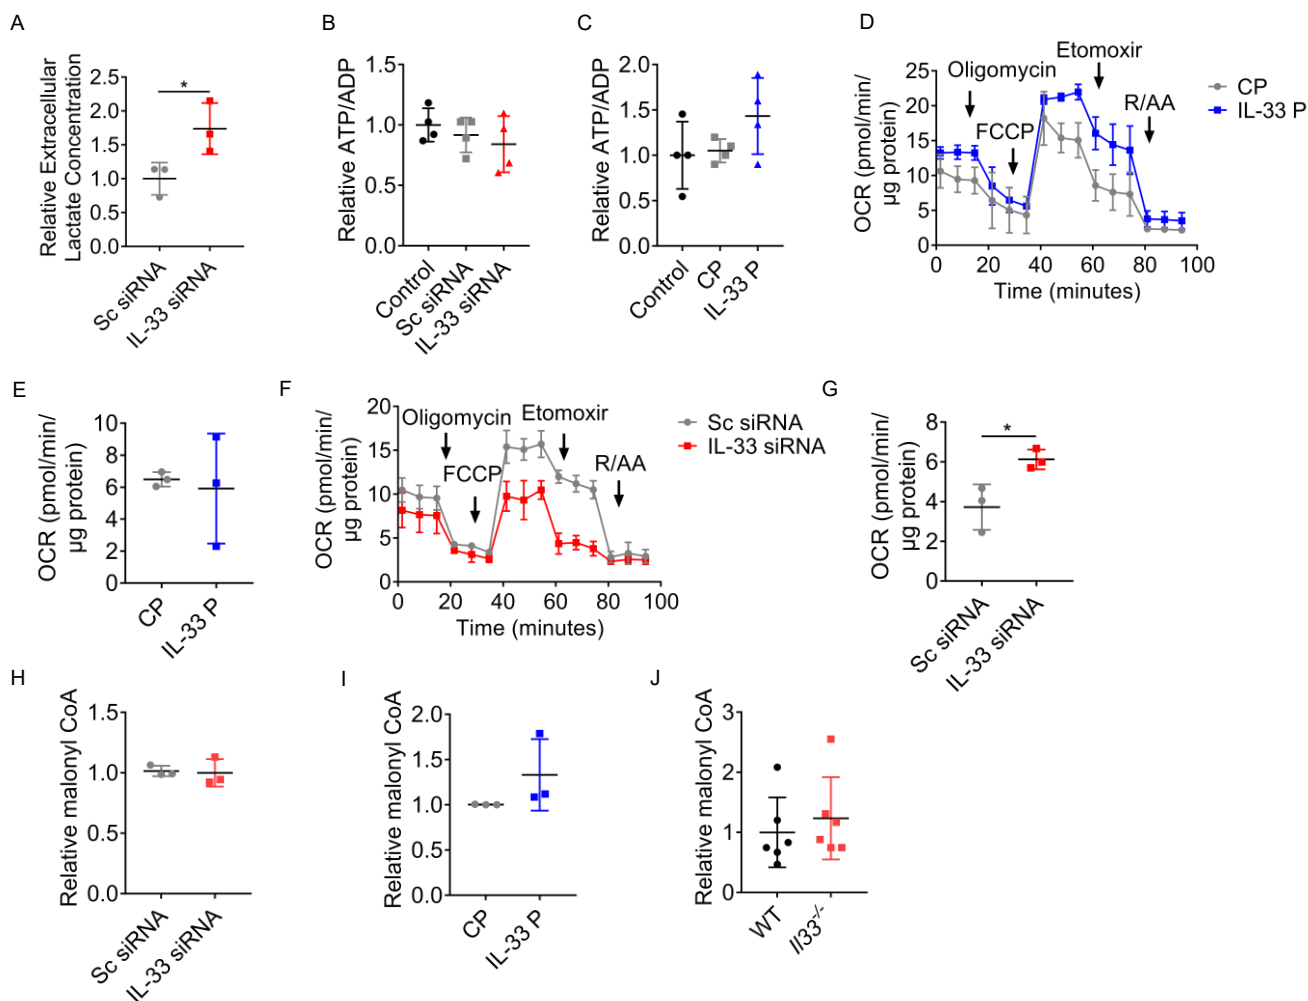 A
Relative Extracellular
Lactate Concentration
2.5
2.0
1.5
1.0
0.5
0.0
*
Sc siRNA
IL-33 siRNA
B
Relative ATP/ADP
1.5
1.0
0.5
0.0
Control
Sc siRNA
IL-33 siRNA
C
Relative ATP/ADP
2.0
1.5
1.0
0.5
0.0
Control
CP
IL-33 P
D
OCR (pmol/min/
µg protein)
25
20
15
10
5
0
Oligomycin
FCCP
Etomoxir
R/AA
CP
IL-33 P
0 20 40 60 80 100
Time (minutes)
E
OCR (pmol/min/
µg protein)
10
8
6
4
2
0
CP
IL-33 P
F
OCR (pmol/min/
µg protein)
20
15
10
5
0
Oligomycin
FCCP
Etomoxir
R/AA
Sc siRNA
IL-33 siRNA
0 20 40 60 80 100
Time (minutes)
G
OCR (pmol/min/
µg protein)
8
6
4
2
0
*
Sc siRNA
IL-33 siRNA
H
Relative malonyl CoA
1.5
1.0
0.5
0.0
Sc siRNA
IL-33 siRNA
I
Relative malonyl CoA
2.0
1.5
1.0
0.5
0.0
CP
IL-33 P
J
Relative malonyl CoA
3
2
1
0
WT
Il33-/-